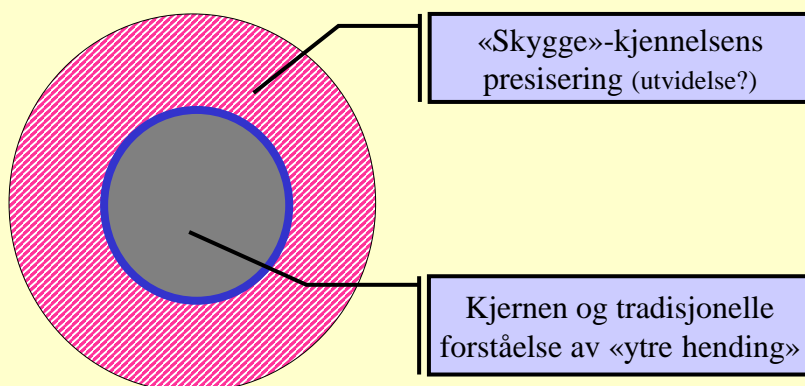 «Skygge»-kjennelsens
presisering (utvidelse?)
Kjernen og tradisjonelle
forståelse av «ytre hending»